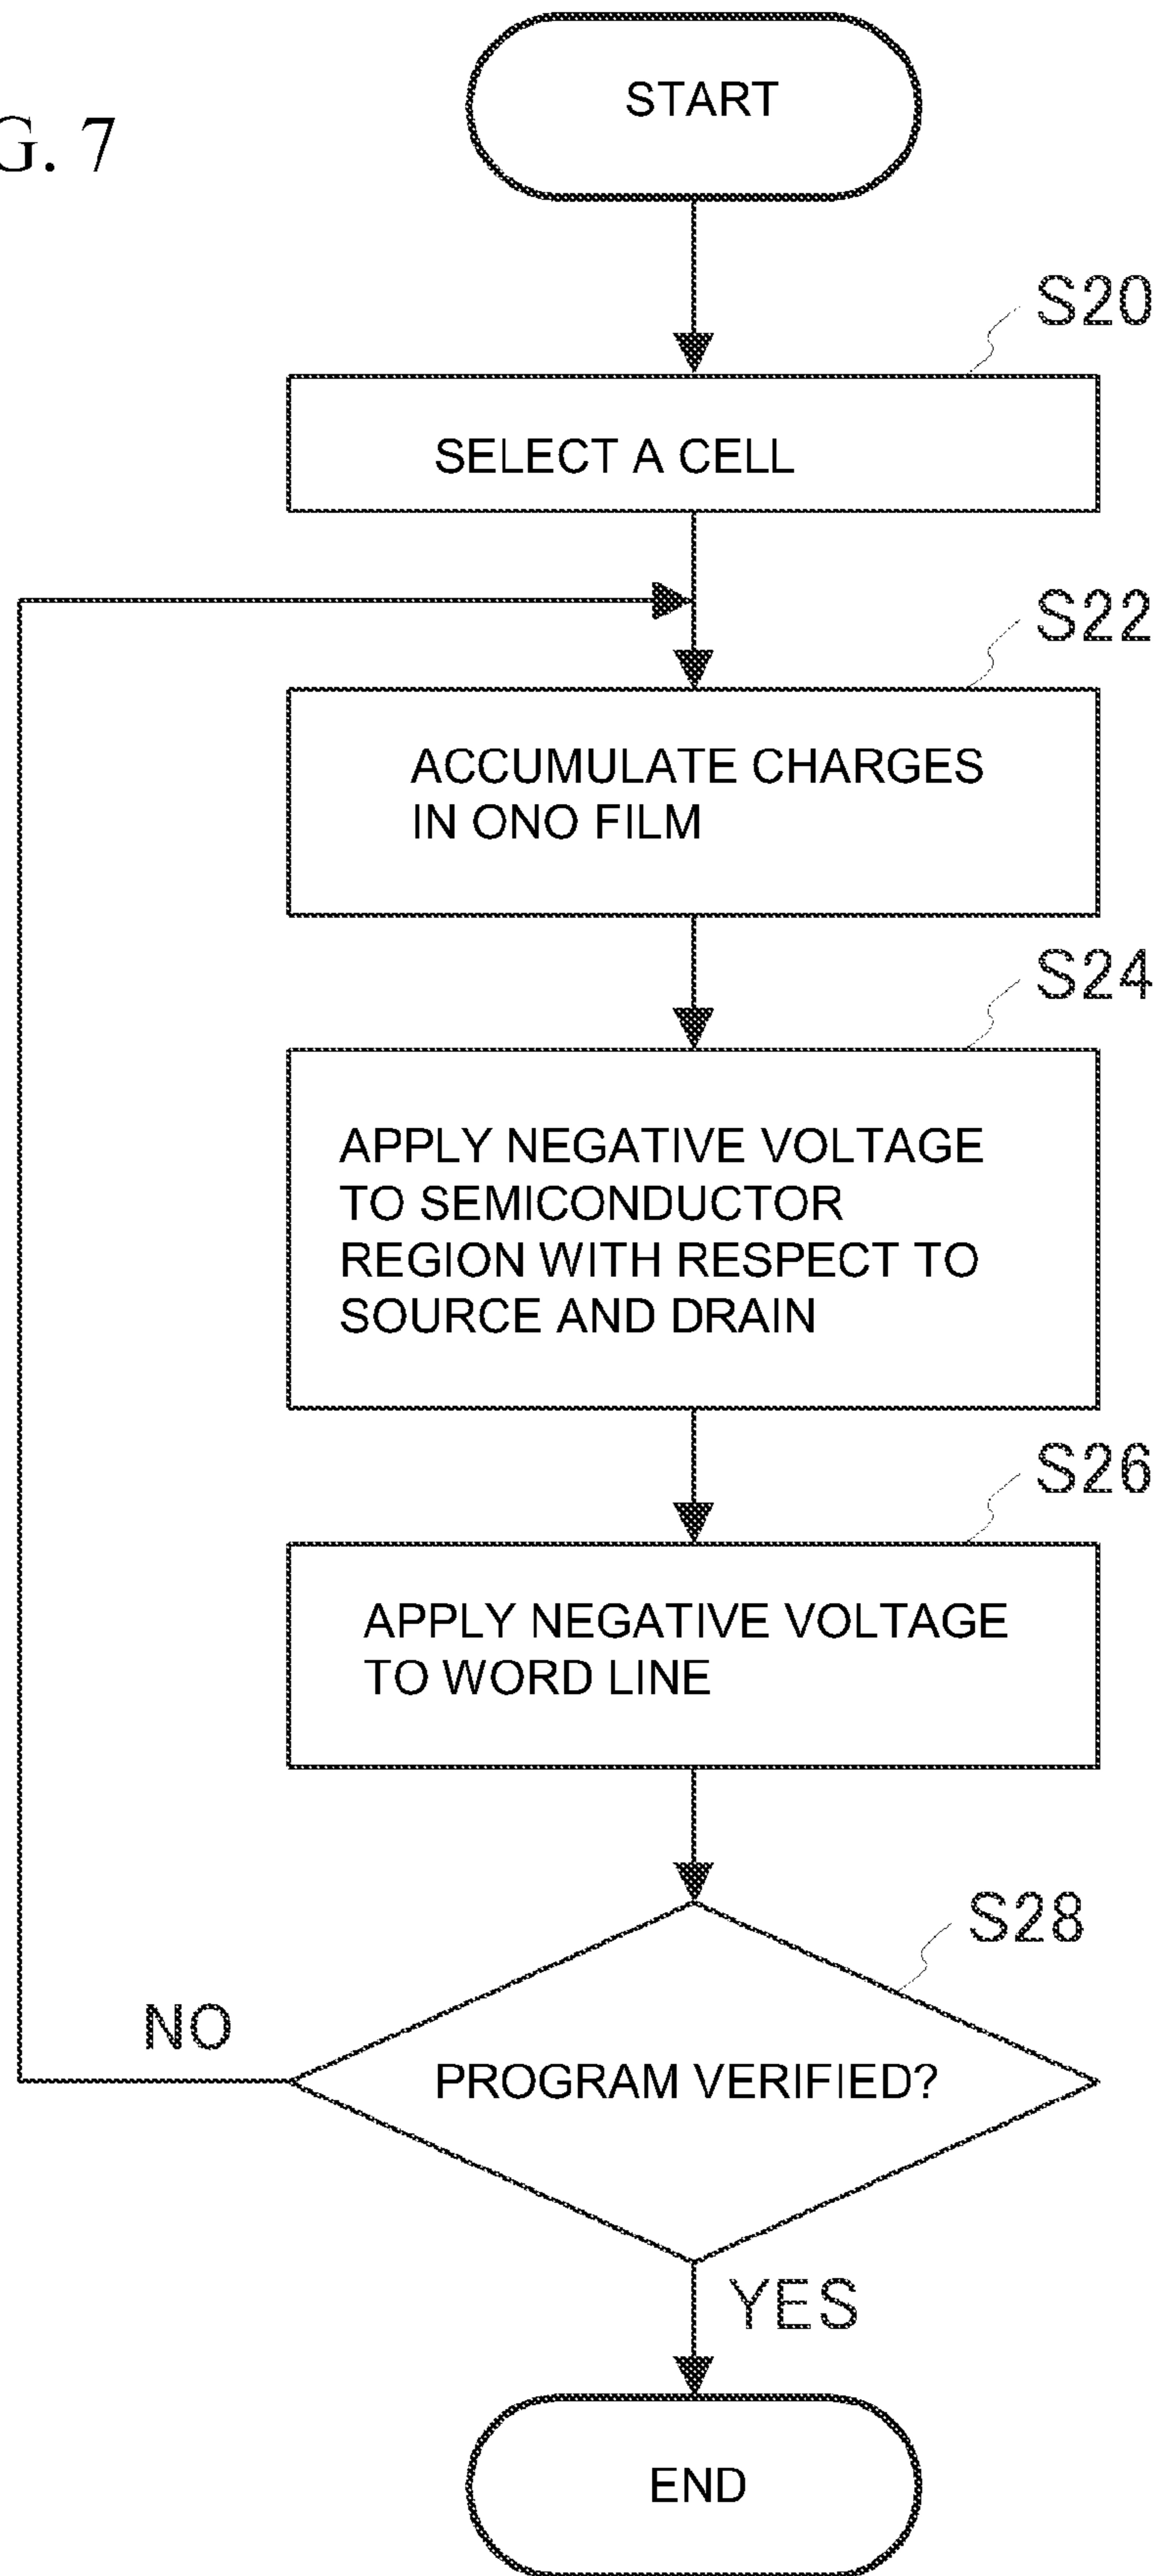 G. 7
START
S20
SELECT A CELL
S22
ACCUMULATE CHARGES
IN ONO FILM
S24
APPLY NEGATIVE VOLTAGE
TO SEMICONDUCTOR
REGION WITH RESPECT TO
SOURCE AND DRAIN
S26
APPLY NEGATIVE VOLTAGE
TO WORD LINE
S28
NO
PROGRAM VERIFIED?
YES
END